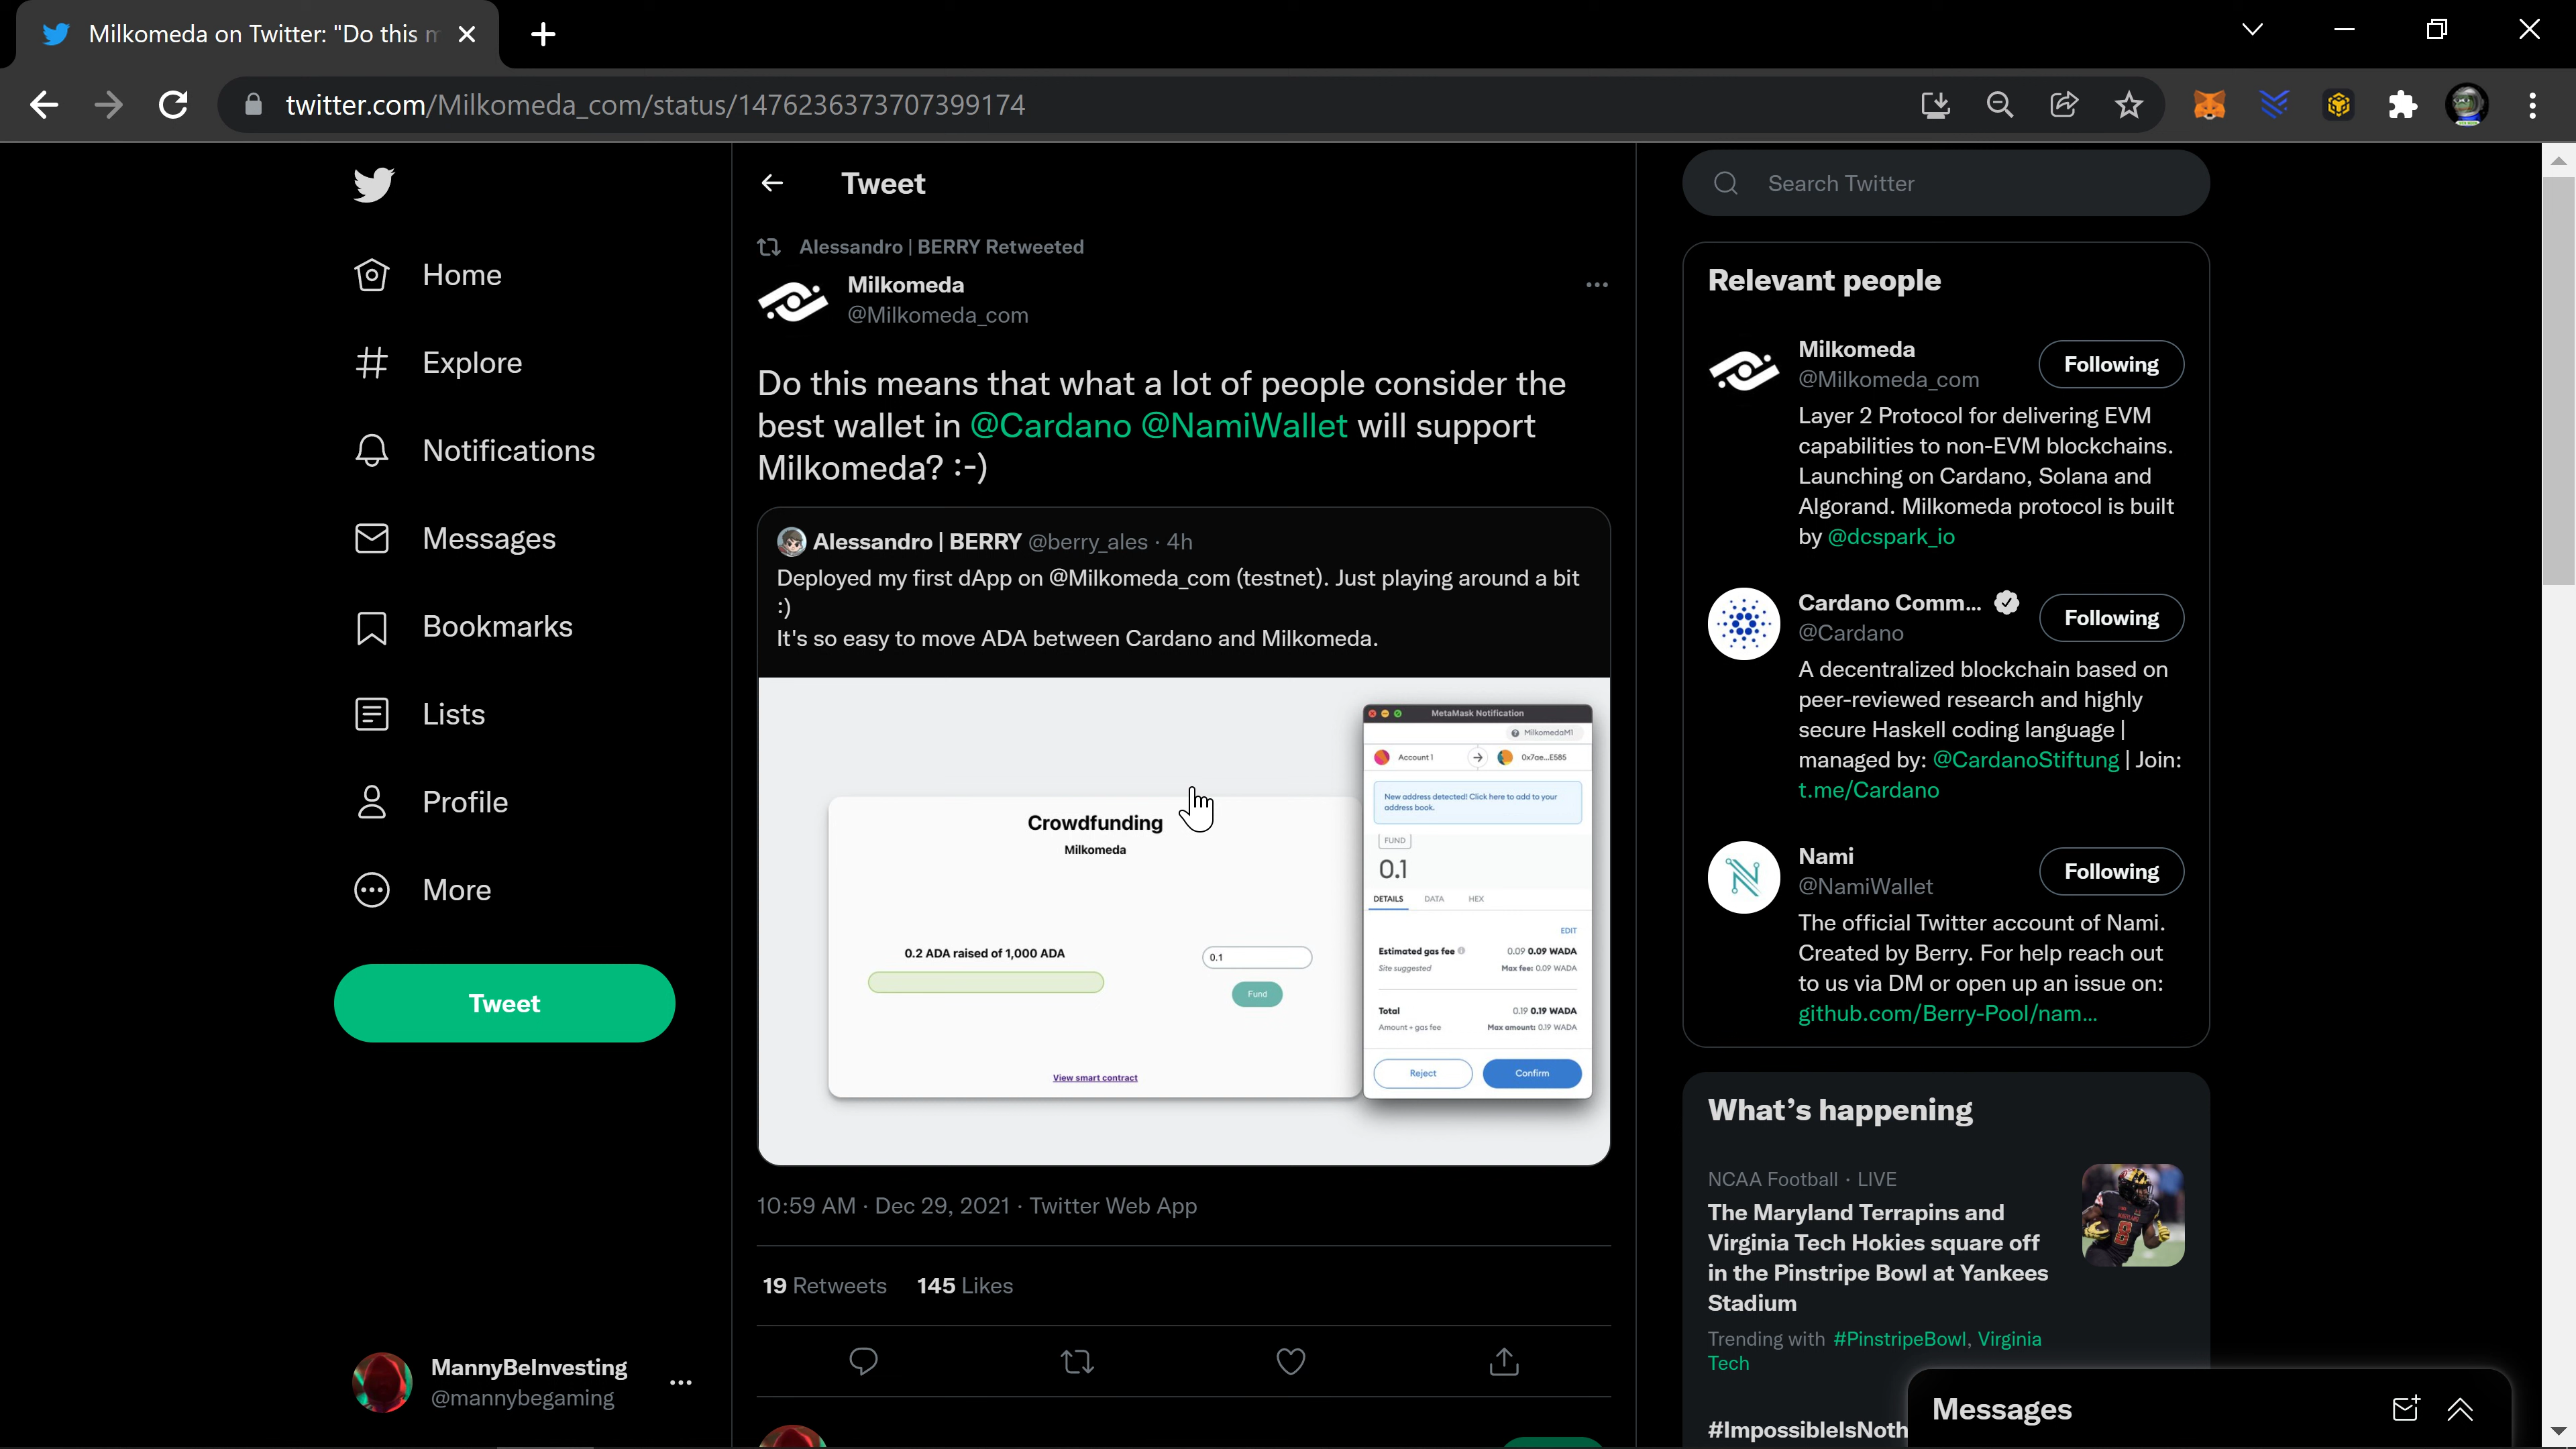 Milkomeda on Twitter: "Do this m
twitter.com/Milkomeda_com/status/1476236373707399174
Home
Explore
Notifications
Messages
Bookmarks
Lists
Profile
More
Tweet
MannyBeInvesting
@mannybegaming
Tweet
Alessandro | BERRY Retweeted
Milkomeda
@Milkomeda_com
Do this means that what a lot of people consider the
best wallet in @Cardano @NamiWallet will support
Milkomeda? :-)
Alessandro | BERRY @berry_ales · 4h
Deployed my first dApp on @Milkomeda_com (testnet). Just playing around a bit
:)
It's so easy to move ADA between Cardano and Milkomeda.
Crowdfunding
Milkomeda
0.2 ADA raised of 1,000 ADA
0.1
Fund
View smart contract
MetaMask Notification
MilkomedaM1
Account 1
0x7ae...E585
New address detected! Click here to add to your
address book.
FUND
0.1
DETAILS DATA HEX
EDIT
Estimated gas fee 0.09 0.09 WADA
Site suggested Max fee: 0.09 WADA
Total 0.19 0.19 WADA
Amount + gas fee Max amount: 0.19 WADA
Reject Confirm
10:59 AM · Dec 29, 2021 · Twitter Web App
19 Retweets 145 Likes
Search Twitter
Relevant people
Milkomeda
@Milkomeda_com
Following
Layer 2 Protocol for delivering EVM
capabilities to non-EVM blockchains.
Launching on Cardano, Solana and
Algorand. Milkomeda protocol is built
by @dcspark_io
Cardano Comm...
@Cardano
Following
A decentralized blockchain based on
peer-reviewed research and highly
secure Haskell coding language |
managed by: @CardanoStiftung | Join:
t.me/Cardano
Nami
@NamiWallet
Following
The official Twitter account of Nami.
Created by Berry. For help reach out
to us via DM or open up an issue on:
github.com/Berry-Pool/nam...
What's happening
NCAA Football · LIVE
The Maryland Terrapins and
Virginia Tech Hokies square off
in the Pinstripe Bowl at Yankees
Stadium
Trending with #PinstripeBowl, Virginia
Tech
#ImpossibleIsNoth
Messages